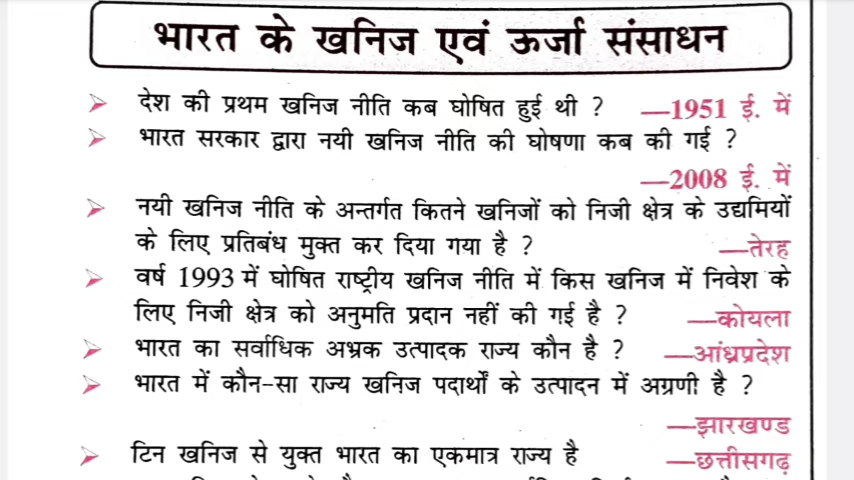 भारत के खनिज एवं ऊर्जा संसाधन
➢ देश की प्रथम खनिज नीति कब घोषित हुई थी ? —1951 ई. में
➢ भारत सरकार द्वारा नयी खनिज नीति की घोषणा कब की गई ?
—2008 ई. में
➢ नयी खनिज नीति के अन्तर्गत कितने खनिजों को निजी क्षेत्र के उद्यमियों
के लिए प्रतिबंध मुक्त कर दिया गया है ? —तेरह
➢ वर्ष 1993 में घोषित राष्ट्रीय खनिज नीति में किस खनिज में निवेश के
लिए निजी क्षेत्र को अनुमति प्रदान नहीं की गई है ? —कोयला
➢ भारत का सर्वाधिक अभ्रक उत्पादक राज्य कौन है ? —आंध्रप्रदेश
➢ भारत में कौन-सा राज्य खनिज पदार्थों के उत्पादन में अग्रणी है ?
—झारखण्ड
➢ टिन खनिज से युक्त भारत का एकमात्र राज्य है —छत्तीसगढ़